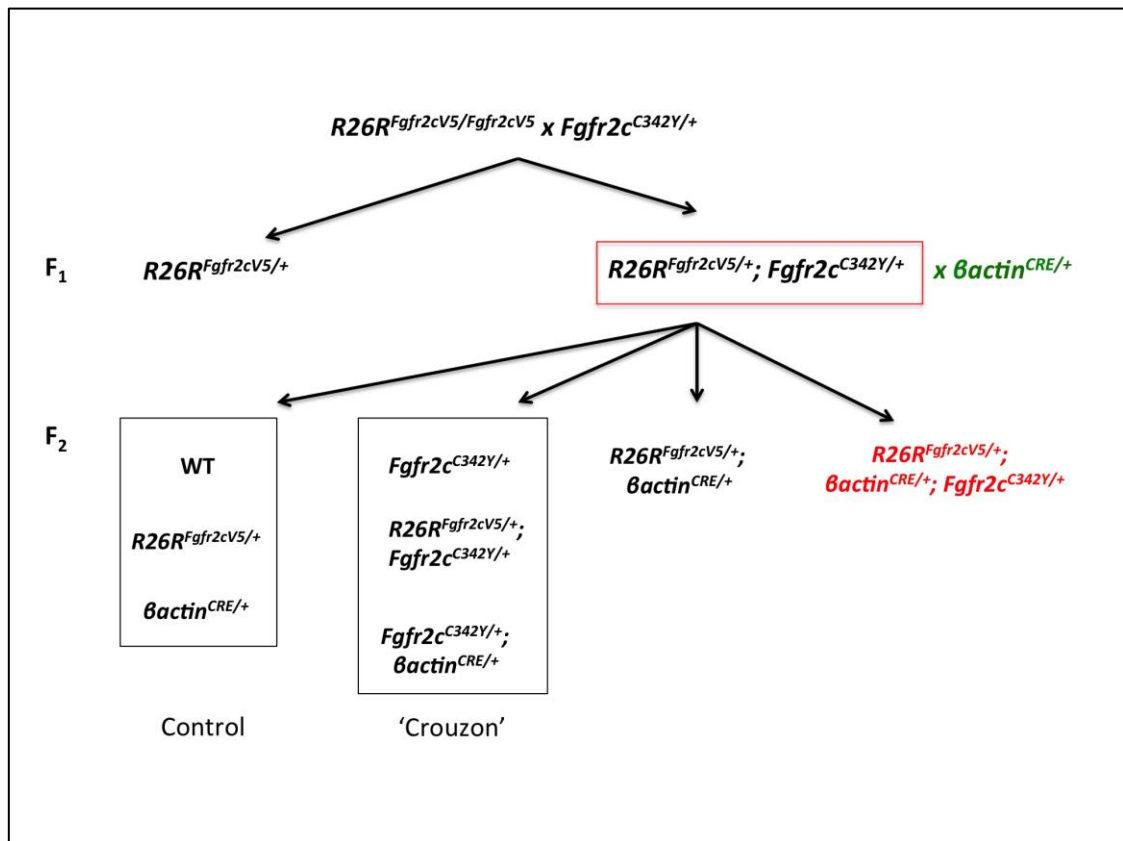 R26R^Fgfr2cV5/Fgfr2cV5 x Fgfr2c^C342Y/+
F1
R26R^Fgfr2cV5/+
R26R^Fgfr2cV5/+; Fgfr2c^C342Y/+
x βactin^CRE/+
F2
WT
R26R^Fgfr2cV5/+
βactin^CRE/+
Control
Fgfr2c^C342Y/+
R26R^Fgfr2cV5/+;
Fgfr2c^C342Y/+
Fgfr2c^C342Y/+;
βactin^CRE/+
‘Crouzon’
R26R^Fgfr2cV5/+;
βactin^CRE/+
R26R^Fgfr2cV5/+;
βactin^CRE/+; Fgfr2c^C342Y/+